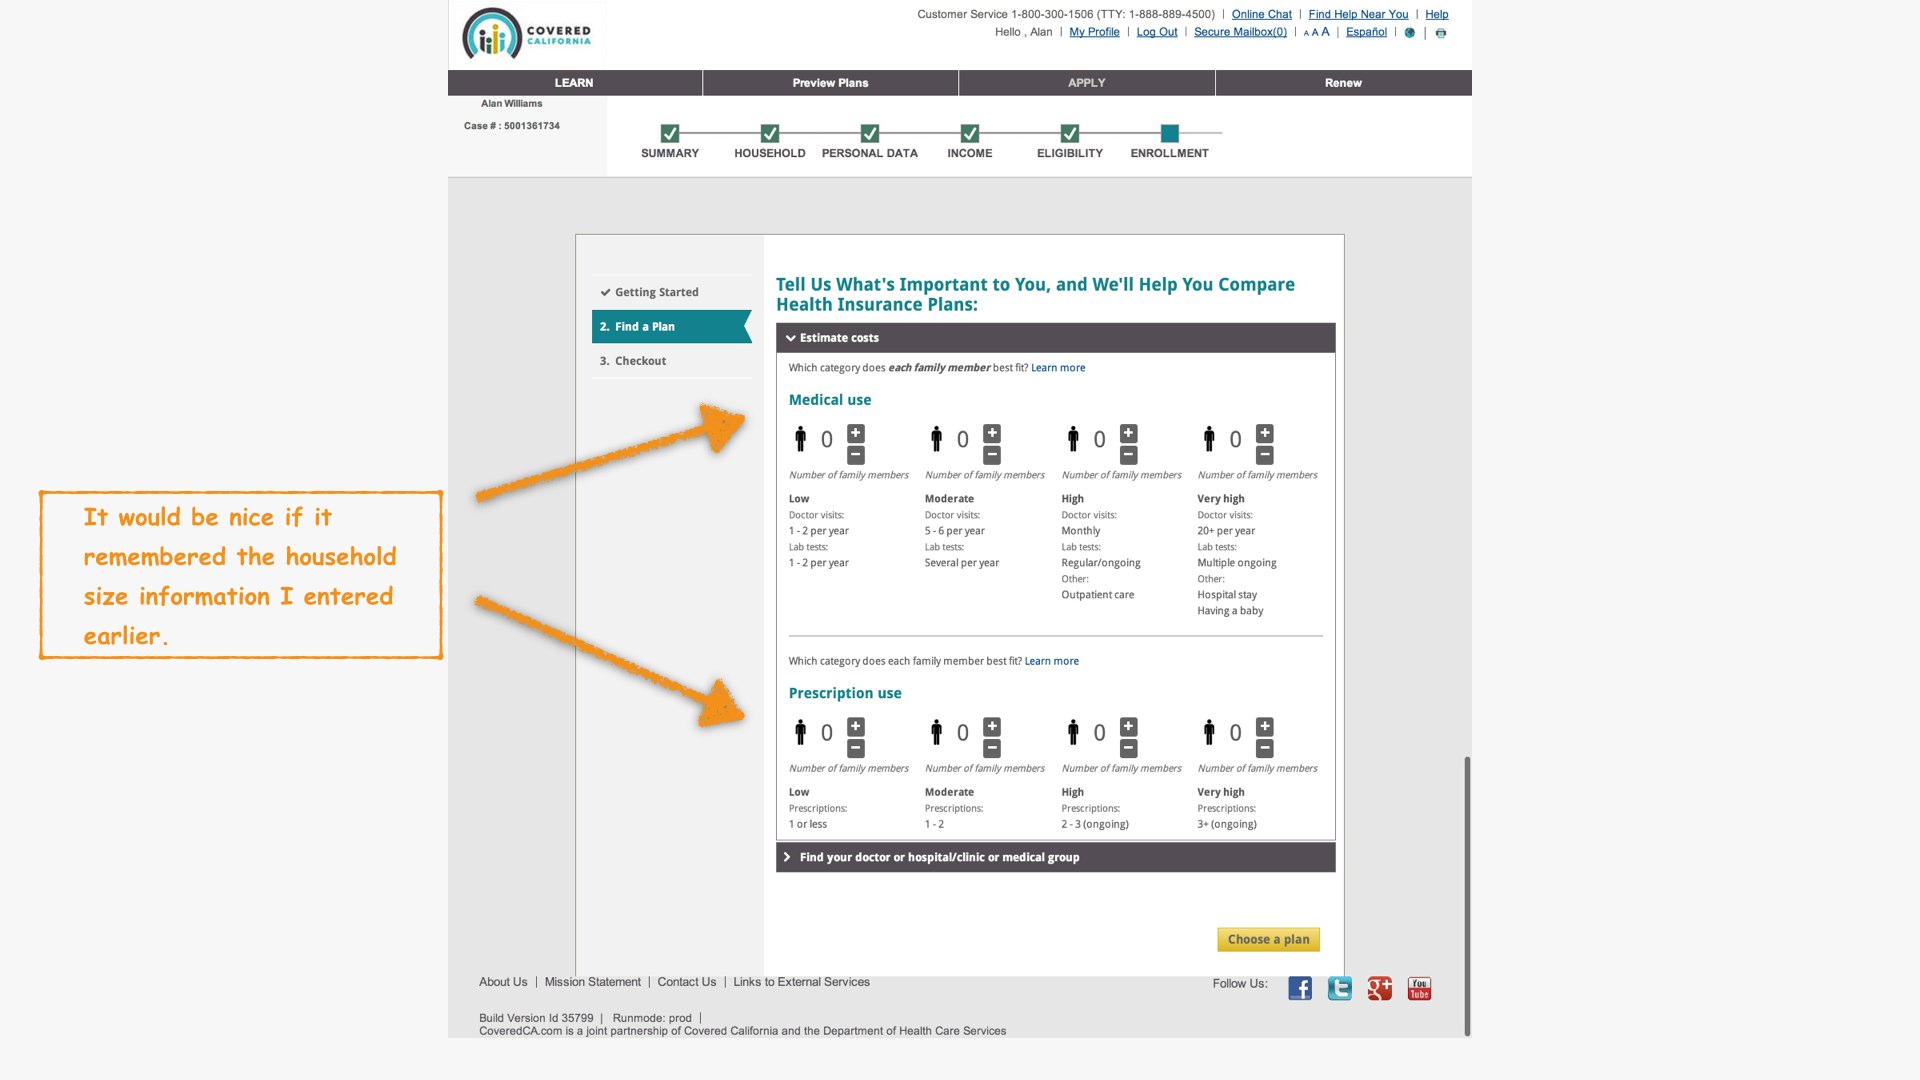 COVERED
CALIFORNIA
Customer Service 1-800-300-1506 (TTY: 1-888-889-4500) | Online Chat | Find Help Near You | Help
Hello , Alan | My Profile | Log Out | Secure Mailbox(0) | A A A | Español | |
LEARN Preview Plans APPLY Renew
Alan Williams
Case # : 5001361734
SUMMARY HOUSEHOLD PERSONAL DATA INCOME ELIGIBILITY ENROLLMENT
Getting Started
2. Find a Plan
3. Checkout
It would be nice if it
remembered the household
size information I entered
earlier.
Tell Us What's Important to You, and We'll Help You Compare
Health Insurance Plans:
Estimate costs
Which category does each family member best fit? Learn more
Medical use
0 + - 0 + - 0 + - 0 + -
Number of family members Number of family members Number of family members Number of family members
Low Moderate High Very high
Doctor visits: Doctor visits: Doctor visits: Doctor visits:
1 - 2 per year 5 - 6 per year Monthly 20+ per year
Lab tests: Lab tests: Lab tests: Lab tests:
1 - 2 per year Several per year Regular/ongoing Multiple ongoing
Other: Other:
Outpatient care Hospital stay
Having a baby
Which category does each family member best fit? Learn more
Prescription use
0 + - 0 + - 0 + - 0 + -
Number of family members Number of family members Number of family members Number of family members
Low Moderate High Very high
Prescriptions: Prescriptions: Prescriptions: Prescriptions:
1 or less 1 - 2 2 - 3 (ongoing) 3+ (ongoing)
Find your doctor or hospital/clinic or medical group
Choose a plan
About Us | Mission Statement | Contact Us | Links to External Services
Follow Us: f t g+ You Tube
Build Version Id 35799 | Runmode: prod |
CoveredCA.com is a joint partnership of Covered California and the Department of Health Care Services